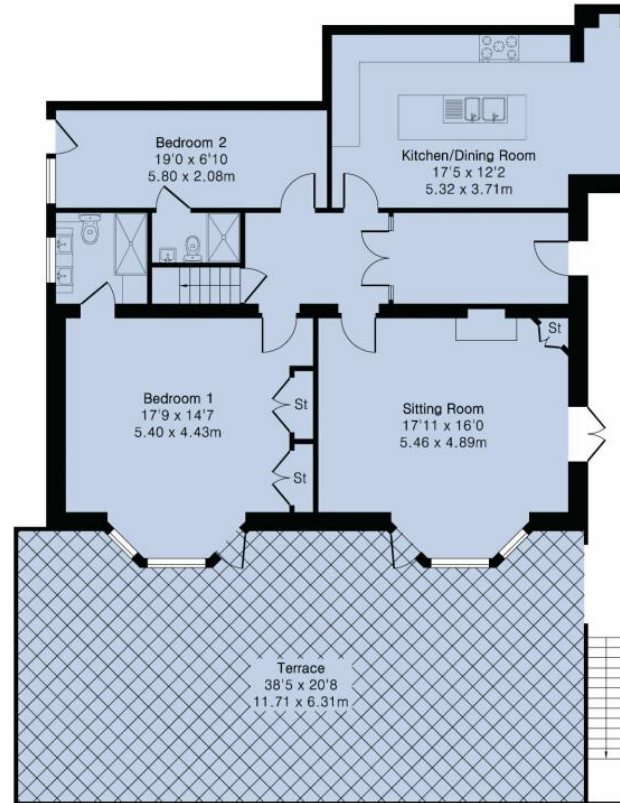 Bedroom 2
19'0 x 6'10
5.80 x 2.08m
Kitchen/Dining Room
17'5 x 12'2
5.32 x 3.71m
Bedroom 1
17'9 x 14'7
5.40 x 4.43m
St
St
Sitting Room
17'11 x 16'0
5.46 x 4.89m
St
Terrace
38'5 x 20'8
11.71 x 6.31m